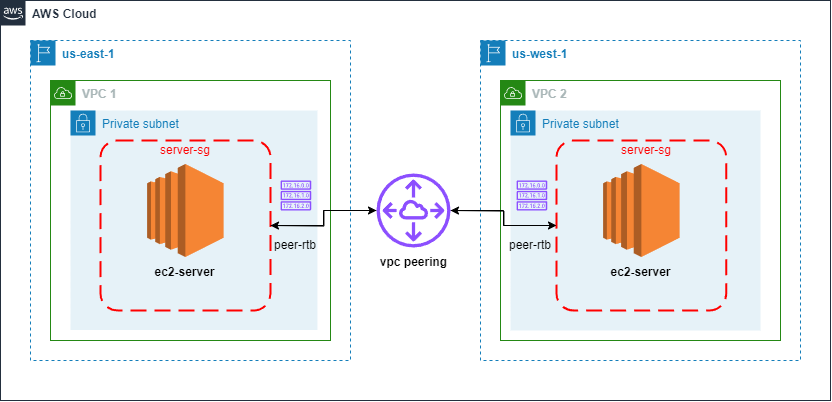 aws
AWS Cloud
us-east-1
us-west-1
VPC 1
VPC 2
Private subnet
Private subnet
server-sg
server-sg
172.16.0.0
172.16.1.0
172.16.2.0
172.16.0.0
172.16.1.0
172.16.2.0
peer-rtb
peer-rtb
vpc peering
ec2-server
ec2-server